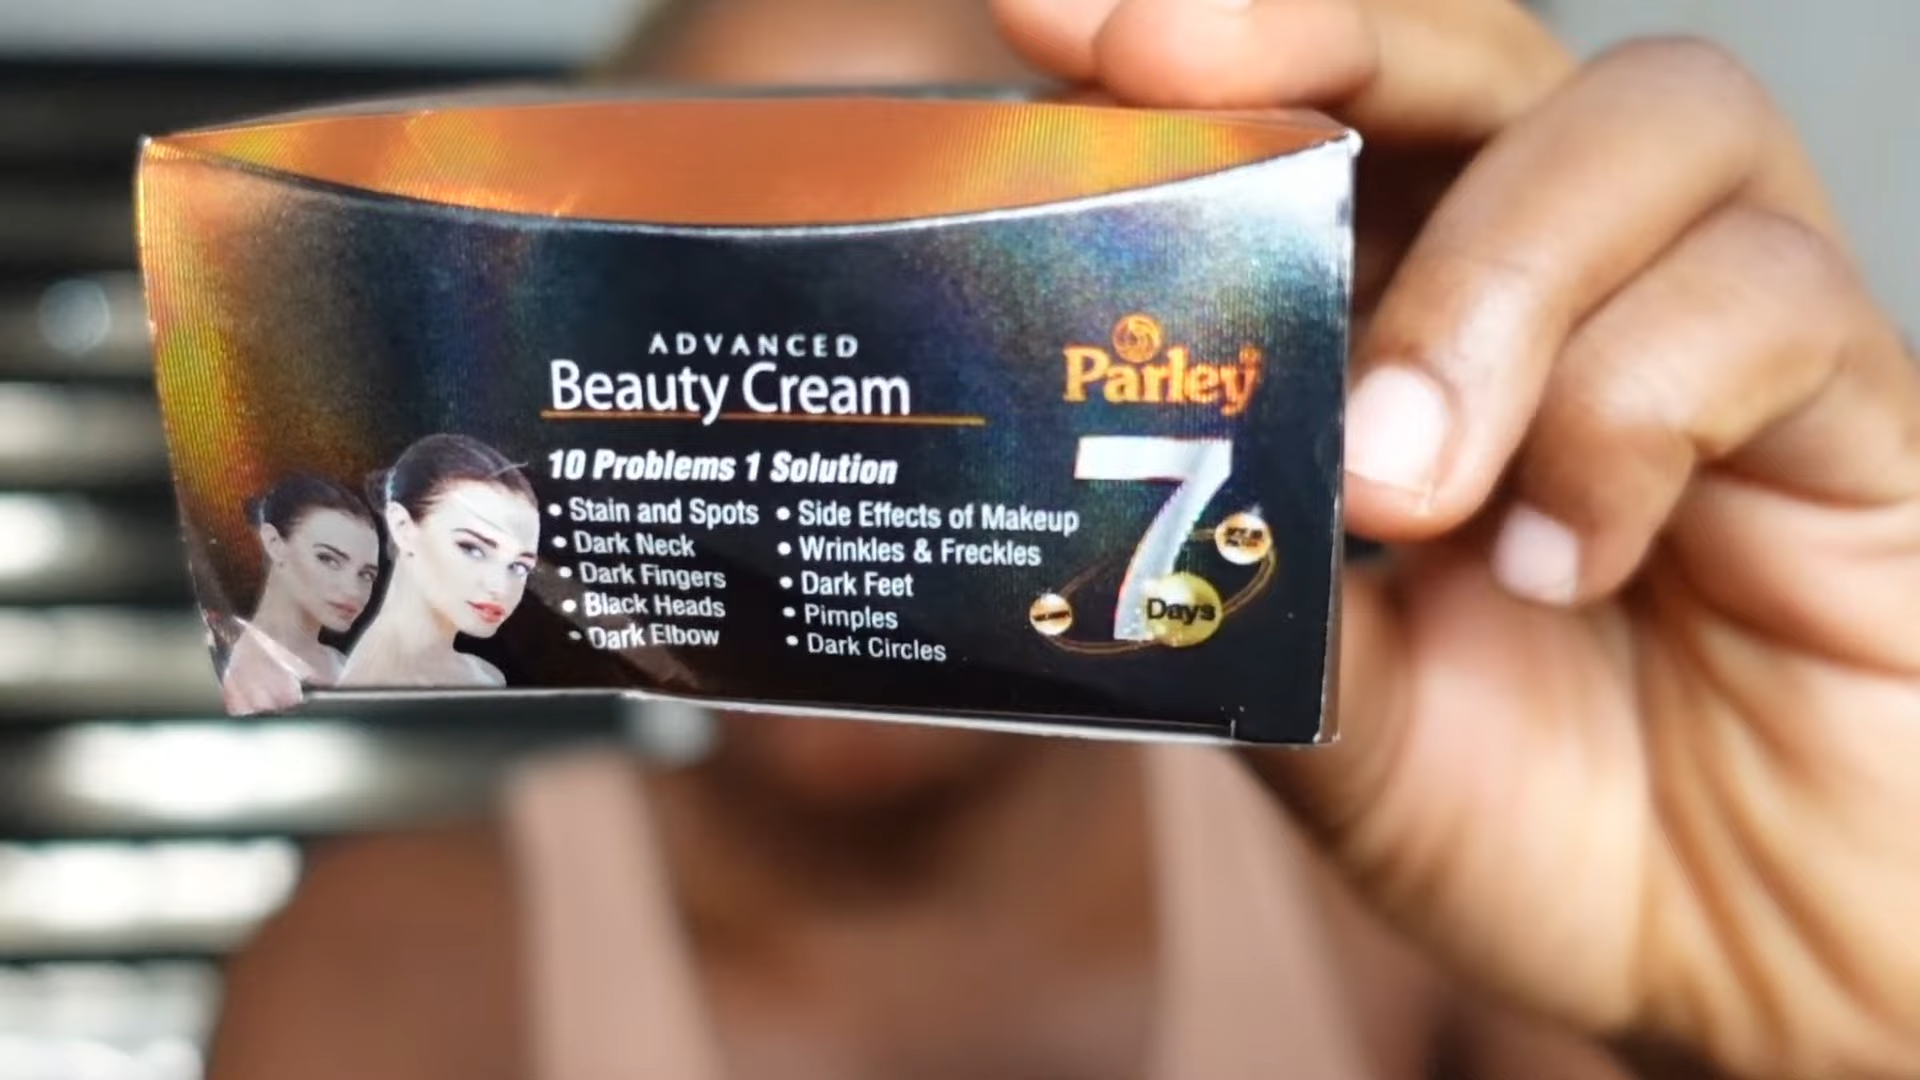 ADVANCED
Beauty Cream
10 Problems 1 Solution
• Stain and Spots
• Dark Neck
• Dark Fingers
• Black Heads
• Dark Elbow
• Side Effects of Makeup
• Wrinkles & Freckles
• Dark Feet
• Pimples
• Dark Circles
Parley®
7
Days